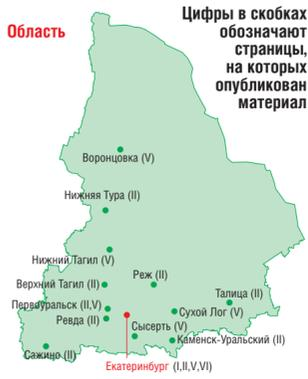 Область
Цифры в скобках
обозначают
страницы,
на которых
опубликован
материал
Воронцовка (V)
Нижняя Тура (II)
Нижний Тагил (V)
Верхний Тагил (II)
Реж (II)
Талица (II)
Первоуральск (II,V)
Сухой Лог (V)
Ревда (II)
Сысерть (V)
Каменск-Уральский (II)
Сажино (II)
Екатеринбург (I,II,V,VI)